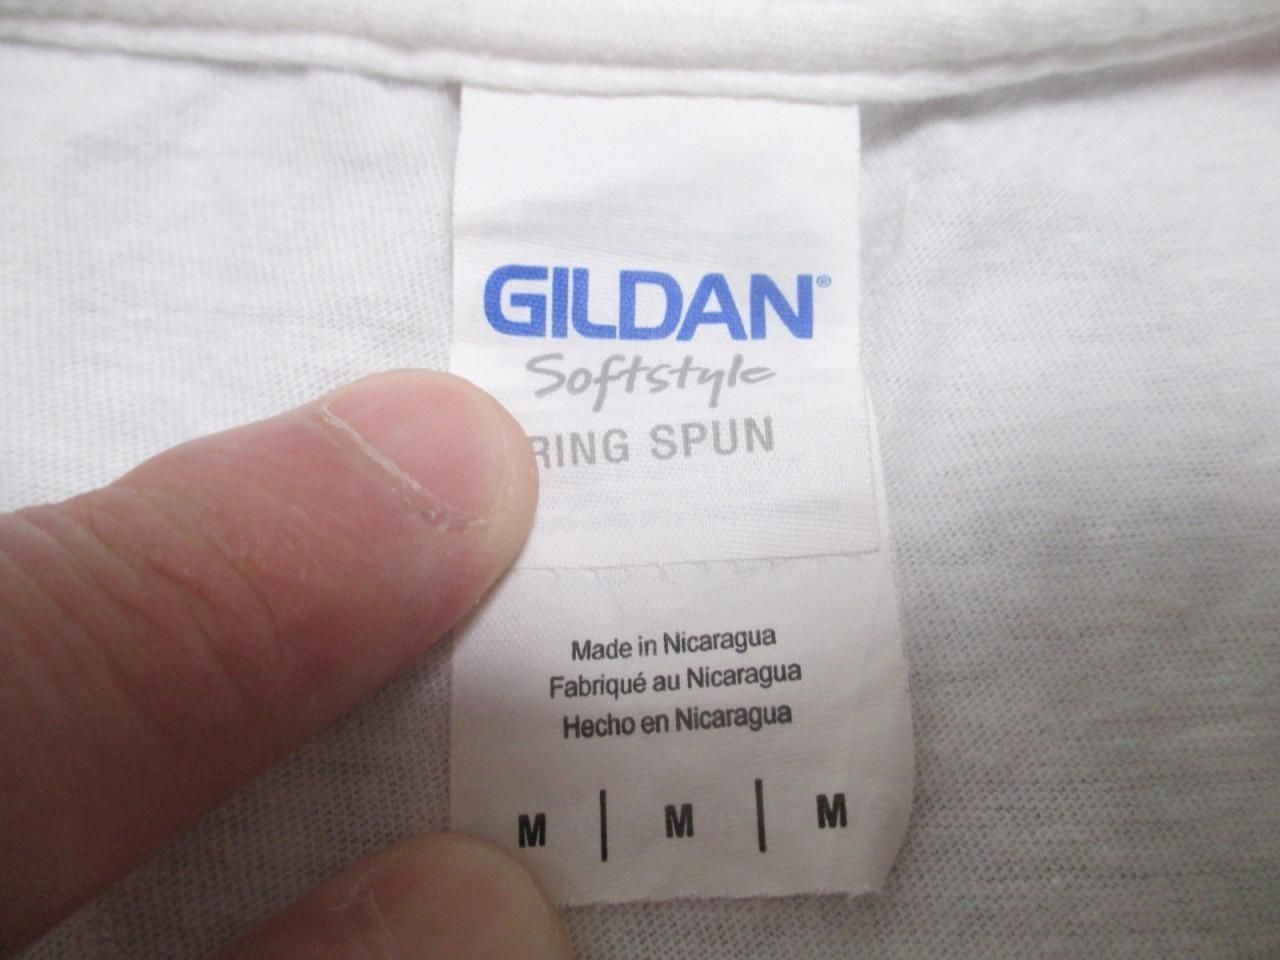 GILDAN®
Softstyle
RING SPUN
Made in Nicaragua
Fabriqué au Nicaragua
Hecho en Nicaragua
M | M | M